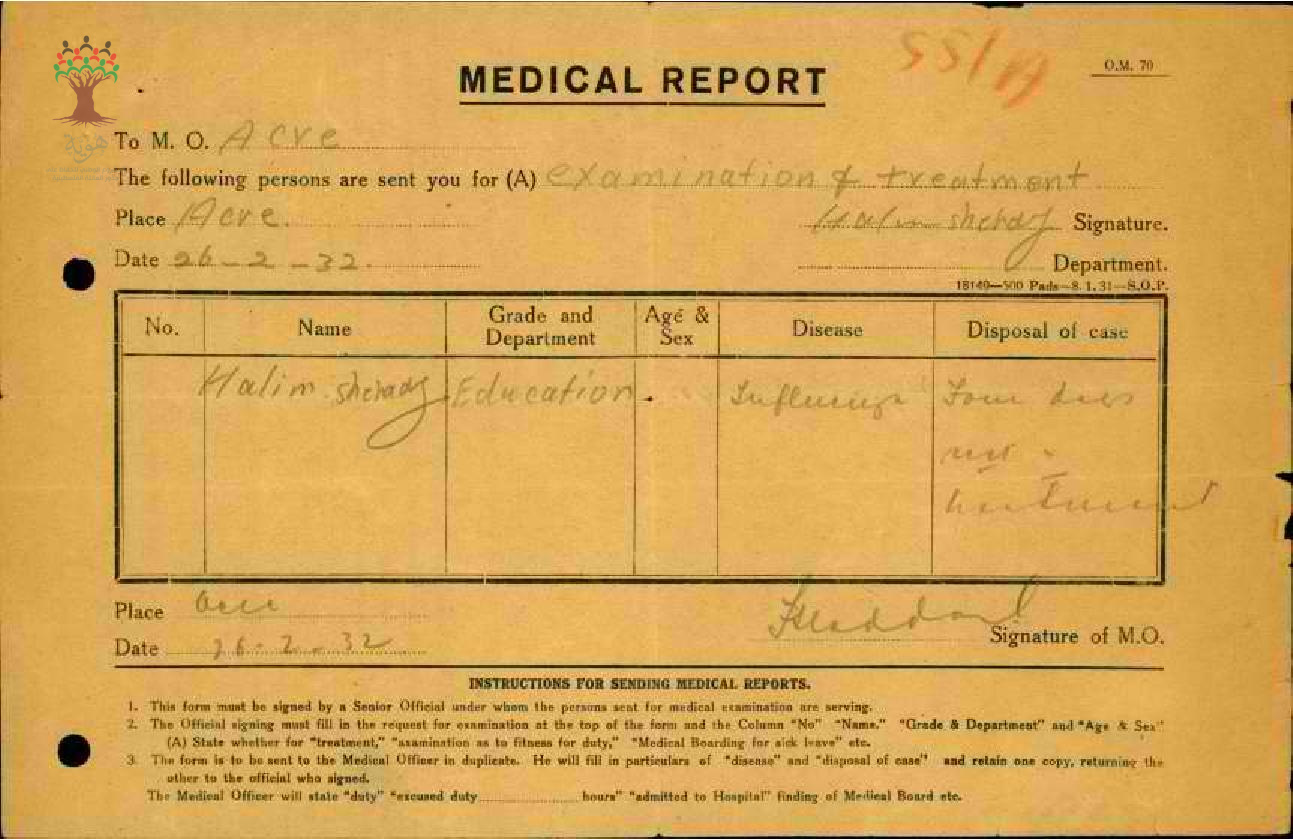 55/A
O.M. 70
MEDICAL REPORT
هوية
To M. O. Acre
The following persons are sent you for (A) examination & treatment
Place Acre.
Halim shehady Signature.
Date 26-2-32.
Department.
18140—500 Pads—8.1.31—S.O.P.
No. Name Grade and Department Age & Sex Disease Disposal of case
Halim shehady Education. Influenza Four days
rest -
treatment
Place Acre
Signature of M.O.
Date 26-2-32
INSTRUCTIONS FOR SENDING MEDICAL REPORTS.
1. This form must be signed by a Senior Official under whom the persons sent for medical examination are serving.
2. The Official signing must fill in the request for examination at the top of the form and the Column "No" "Name." "Grade & Department" and "Age & Sex"
(A) State whether for "treatment," "examination as to fitness for duty," "Medical Boarding for sick leave" etc.
3. The form is to be sent to the Medical Officer in duplicate. He will fill in particulars of "disease" and "disposal of case" and retain one copy, returning the
other to the official who signed.
The Medical Officer will state "duty" "excused duty.................... hours" "admitted to Hospital" finding of Medical Board etc.